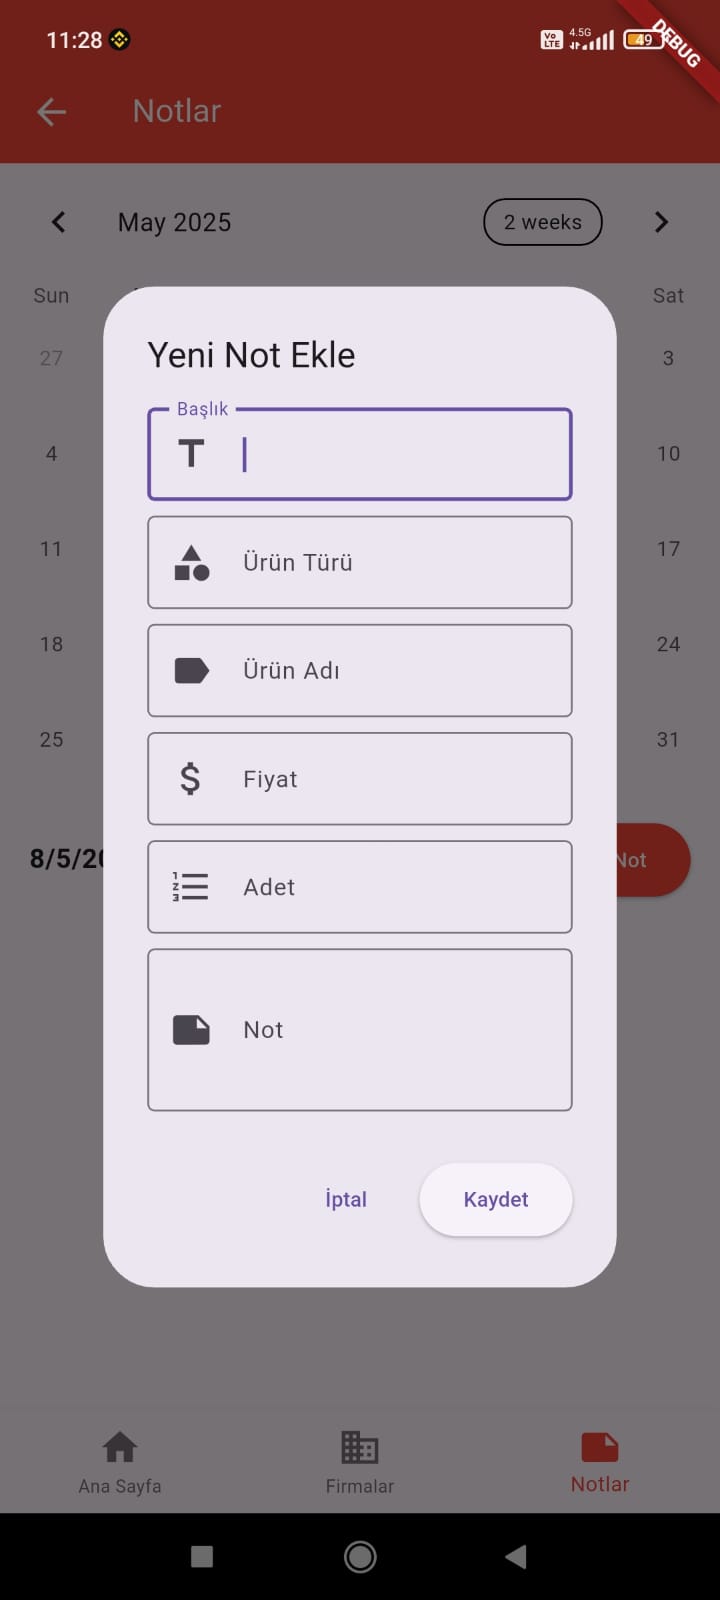 11:28
Vo LTE 4.5G 49
DEBUG
Notlar
May 2025 2 weeks
Sun Sat
27 3
Yeni Not Ekle
Başlık
4 10
11 17
Ürün Türü
18 24
Ürün Adı
25 31
Fiyat
8/5/20 Not
Adet
Not
İptal Kaydet
Ana Sayfa Firmalar Notlar